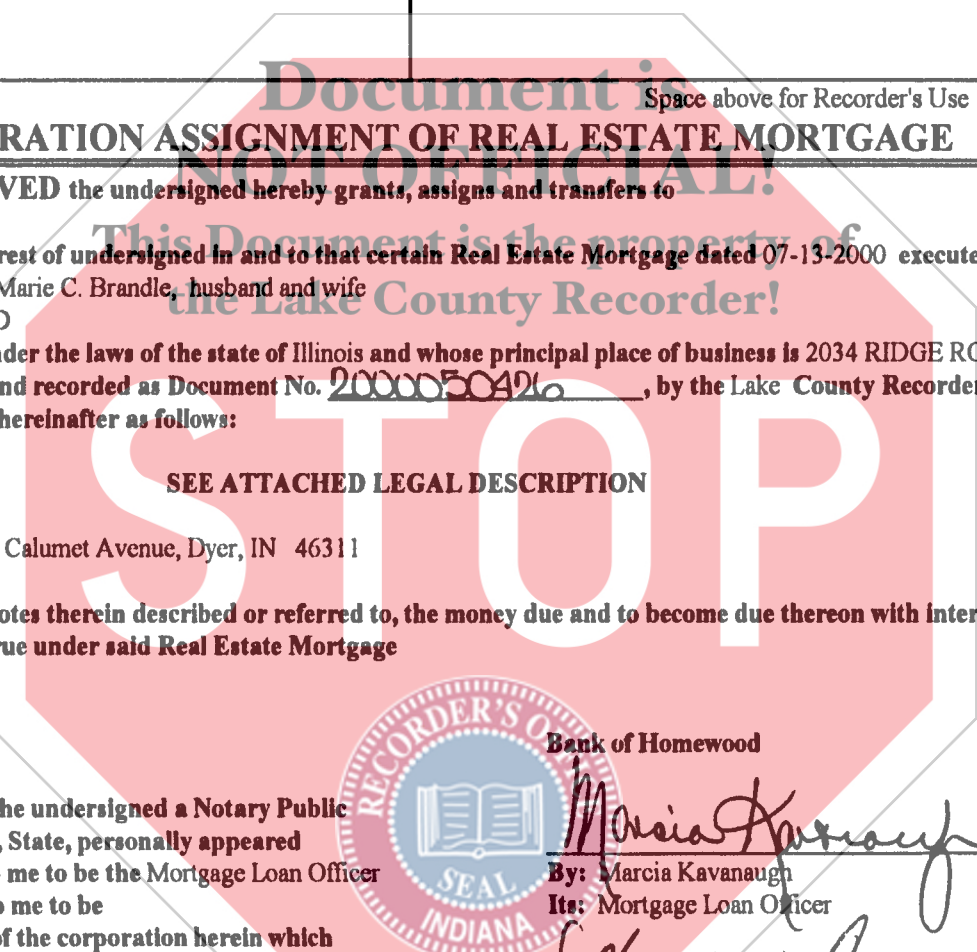 Document is
NOT OFFICIAL!
This Document is the property of
the Lake County Recorder!
STOP
Space above for Recorder's Use
RATION ASSIGNMENT OF REAL ESTATE MORTGAGE
VED the undersigned hereby grants, assigns and transfers to
rest of undersigned in and to that certain Real Estate Mortgage dated 07-13-2000 execute
Marie C. Brandle, husband and wife
nder the laws of the state of Illinois and whose principal place of business is 2034 RIDGE RO
nd recorded as Document No. 2000050426, by the Lake County Recorder
hereinafter as follows:
SEE ATTACHED LEGAL DESCRIPTION
Calumet Avenue, Dyer, IN 46311
otes therein described or referred to, the money due and to become due thereon with inter
rue under said Real Estate Mortgage
Bank of Homewood
RECORDER'S OF
SEAL
INDIANA
he undersigned a Notary Public
, State, personally appeared
me to be the Mortgage Loan Officer
o me to be
of the corporation herein which
Marcia Kavanaugh
By: Marcia Kavanaugh
Its: Mortgage Loan Officer